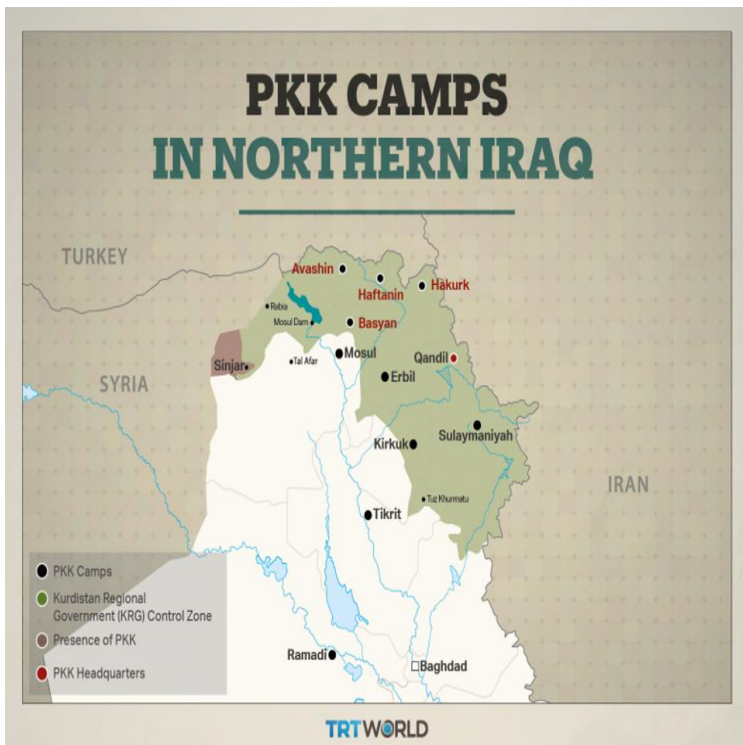 PKK CAMPS
IN NORTHERN IRAQ
TURKEY
Avashin
Haftanin
Hakurk
Rabia
Mosul Dam
Basyan
Sinjar
Tal Afar
Mosul
Qandil
SYRIA
Erbil
Kirkuk
Sulaymaniyah
IRAN
Tuz Khurmatu
Tikrit
PKK Camps
Kurdistan Regional
Government (KRG) Control Zone
Presence of PKK
PKK Headquarters
Ramadi
Baghdad
TRT WORLD